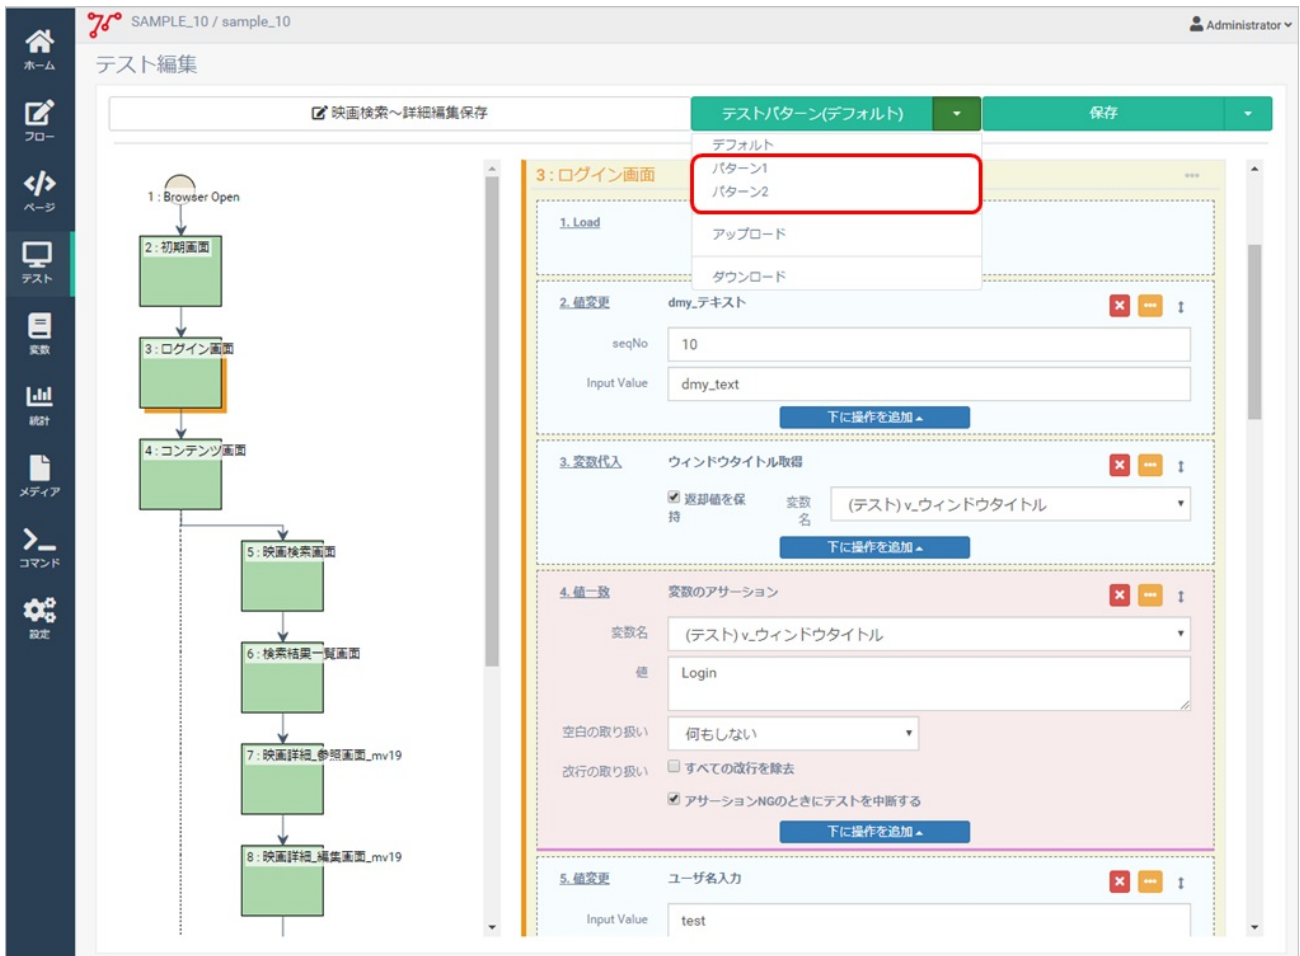 SAMPLE_10 / sample_10
Administrator
ホーム
フロー
ページ
テスト
変数
統計
メディア
コマンド
設定
テスト編集
映画検索～詳細編集保存
テストパターン(デフォルト)
保存
デフォルト
パターン1
パターン2
アップロード
ダウンロード
1 : Browser Open
2 : 初期画面
3 : ログイン画面
4 : コンテンツ画面
5 : 映画検索画面
6 : 検索結果一覧画面
7 : 映画詳細_参照画面_mv19
8 : 映画詳細_編集画面_mv19
3 : ログイン画面
1. Load
2. 値変更 dmy_テキスト
seqNo 10
Input Value dmy_text
下に操作を追加
3. 変数代入 ウィンドウタイトル取得
返却値を保
持
変数
名
(テスト) v_ウィンドウタイトル
下に操作を追加
4. 値一致 変数のアサーション
変数名 (テスト) v_ウィンドウタイトル
値 Login
空白の取り扱い 何もしない
改行の取り扱い すべての改行を除去
アサーションNGのときにテストを中断する
下に操作を追加
5. 値変更 ユーザ名入力
Input Value test